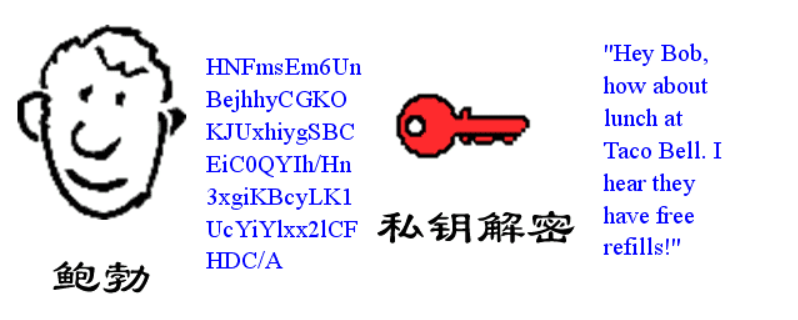 鲍勃
HNFmsEm6Un
BejhhyCGKO
KJUxhiygSBC
EiC0QYIh/Hn
3xgiKBcyLK1
UcYiYlxx2lCF
HDC/A
私钥解密
"Hey Bob,
how about
lunch at
Taco Bell. I
hear they
have free
refills!"